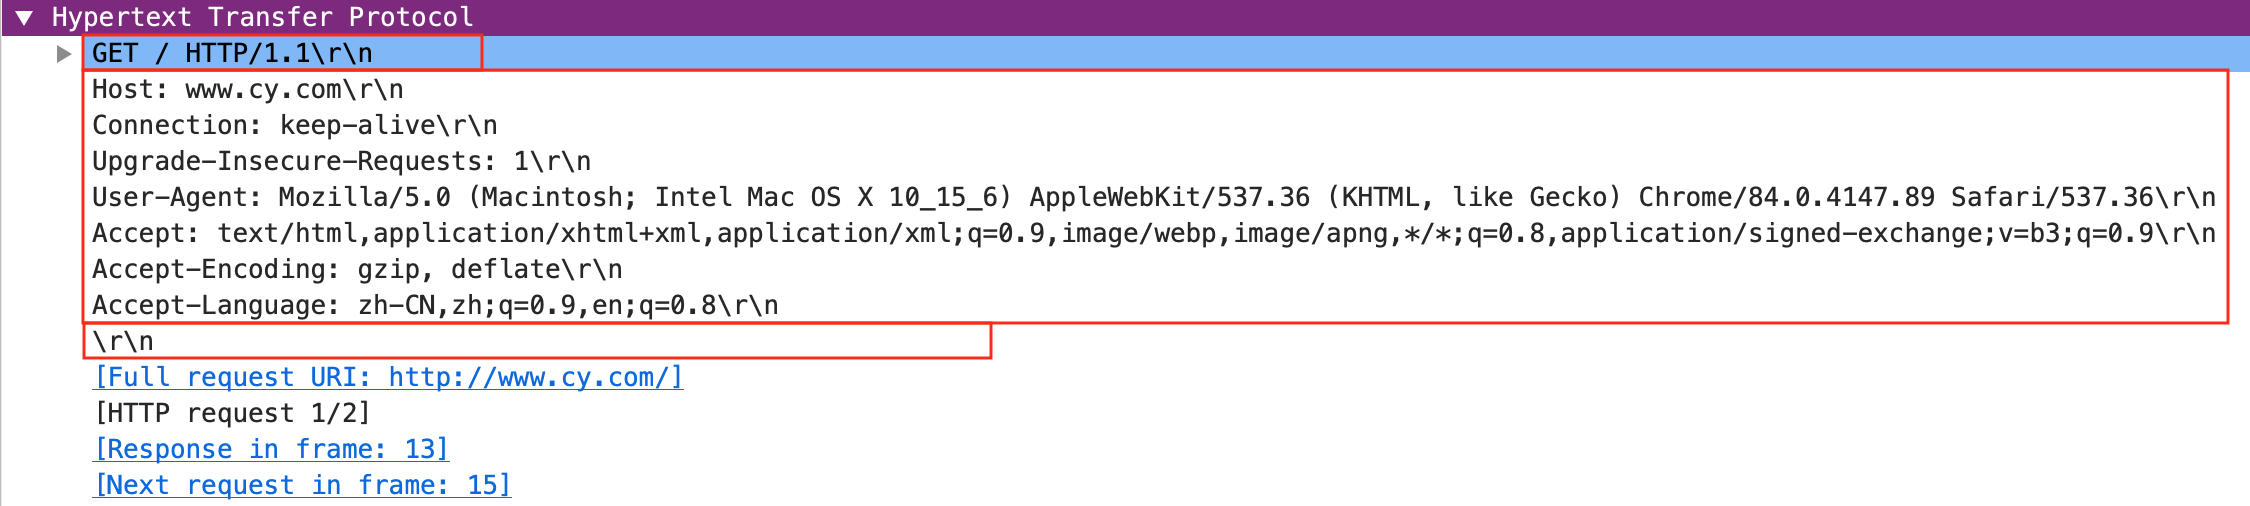 Hypertext Transfer Protocol
GET / HTTP/1.1\r\n
Host: www.cy.com\r\n
Connection: keep-alive\r\n
Upgrade-Insecure-Requests: 1\r\n
User-Agent: Mozilla/5.0 (Macintosh; Intel Mac OS X 10_15_6) AppleWebKit/537.36 (KHTML, like Gecko) Chrome/84.0.4147.89 Safari/537.36\r\n
Accept: text/html,application/xhtml+xml,application/xml;q=0.9,image/webp,image/apng,*/*;q=0.8,application/signed-exchange;v=b3;q=0.9\r\n
Accept-Encoding: gzip, deflate\r\n
Accept-Language: zh-CN,zh;q=0.9,en;q=0.8\r\n
\r\n
[Full request URI: http://www.cy.com/]
[HTTP request 1/2]
[Response in frame: 13]
[Next request in frame: 15]